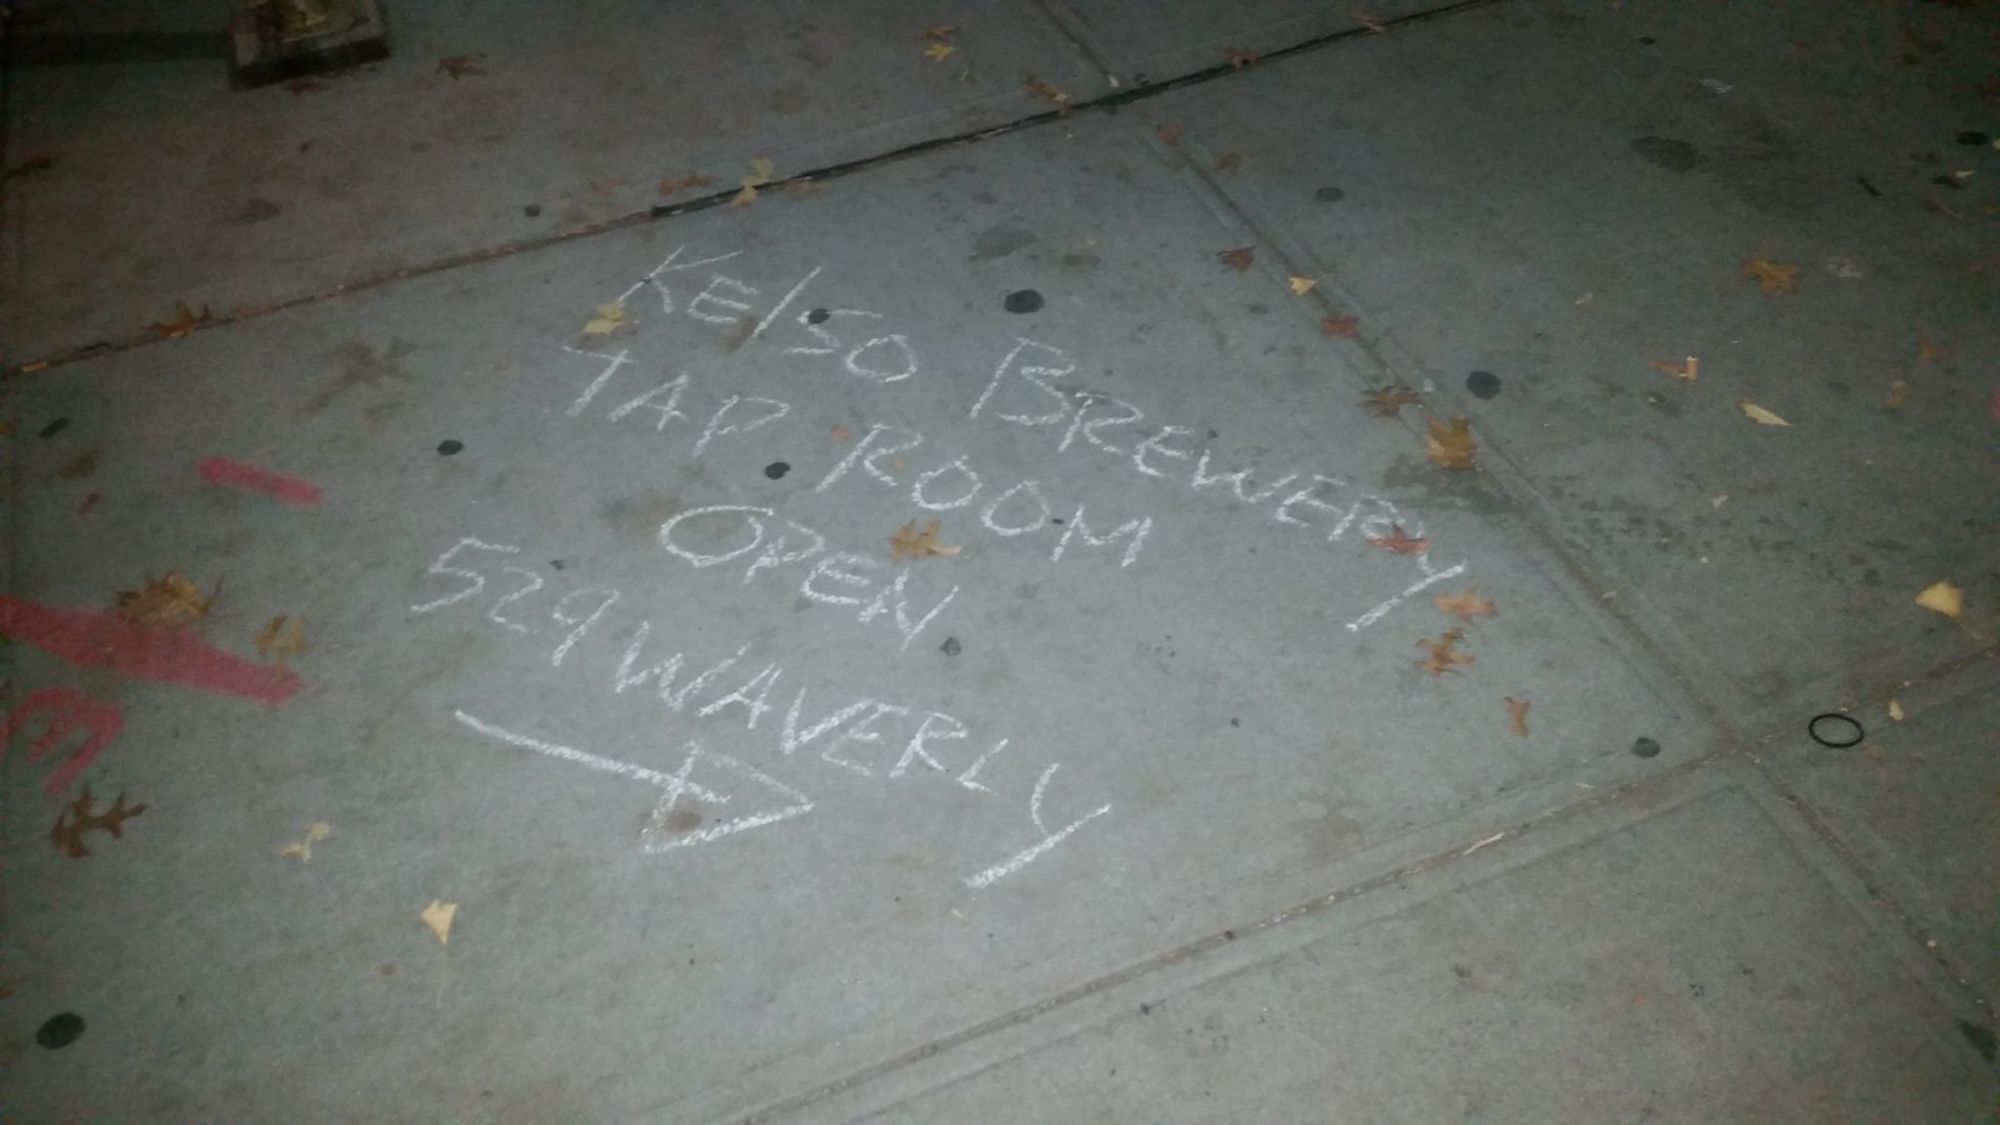 KElSO BREWERY
TAP ROOM
OPEN
529 WAVERLY